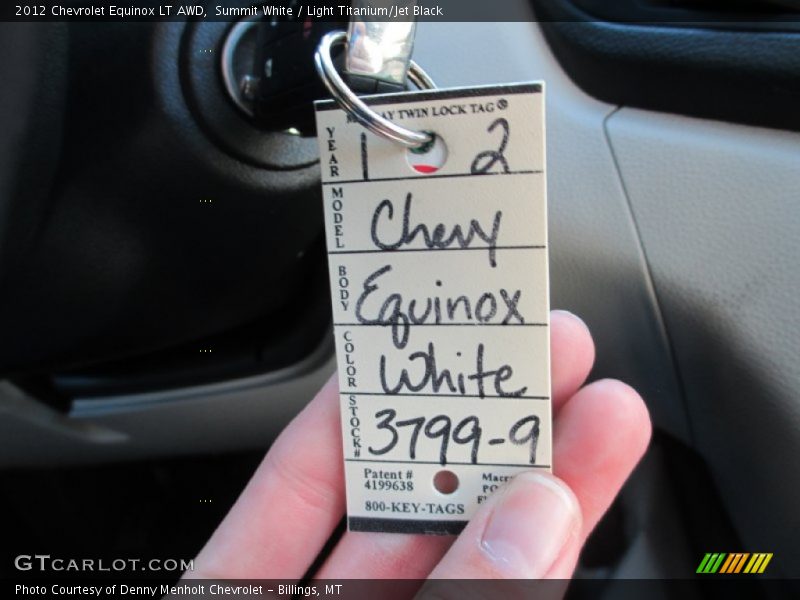 2012 Chevrolet Equinox LT AWD, Summit White / Light Titanium/Jet Black
AY TWIN LOCK TAG®
YEAR 1 2
MODEL Chevy
BODY Equinox
COLOR White
STOCK# 3799-9
Patent #
4199638
800-KEY-TAGS
GTCARLOT.COM
Photo Courtesy of Denny Menholt Chevrolet – Billings, MT